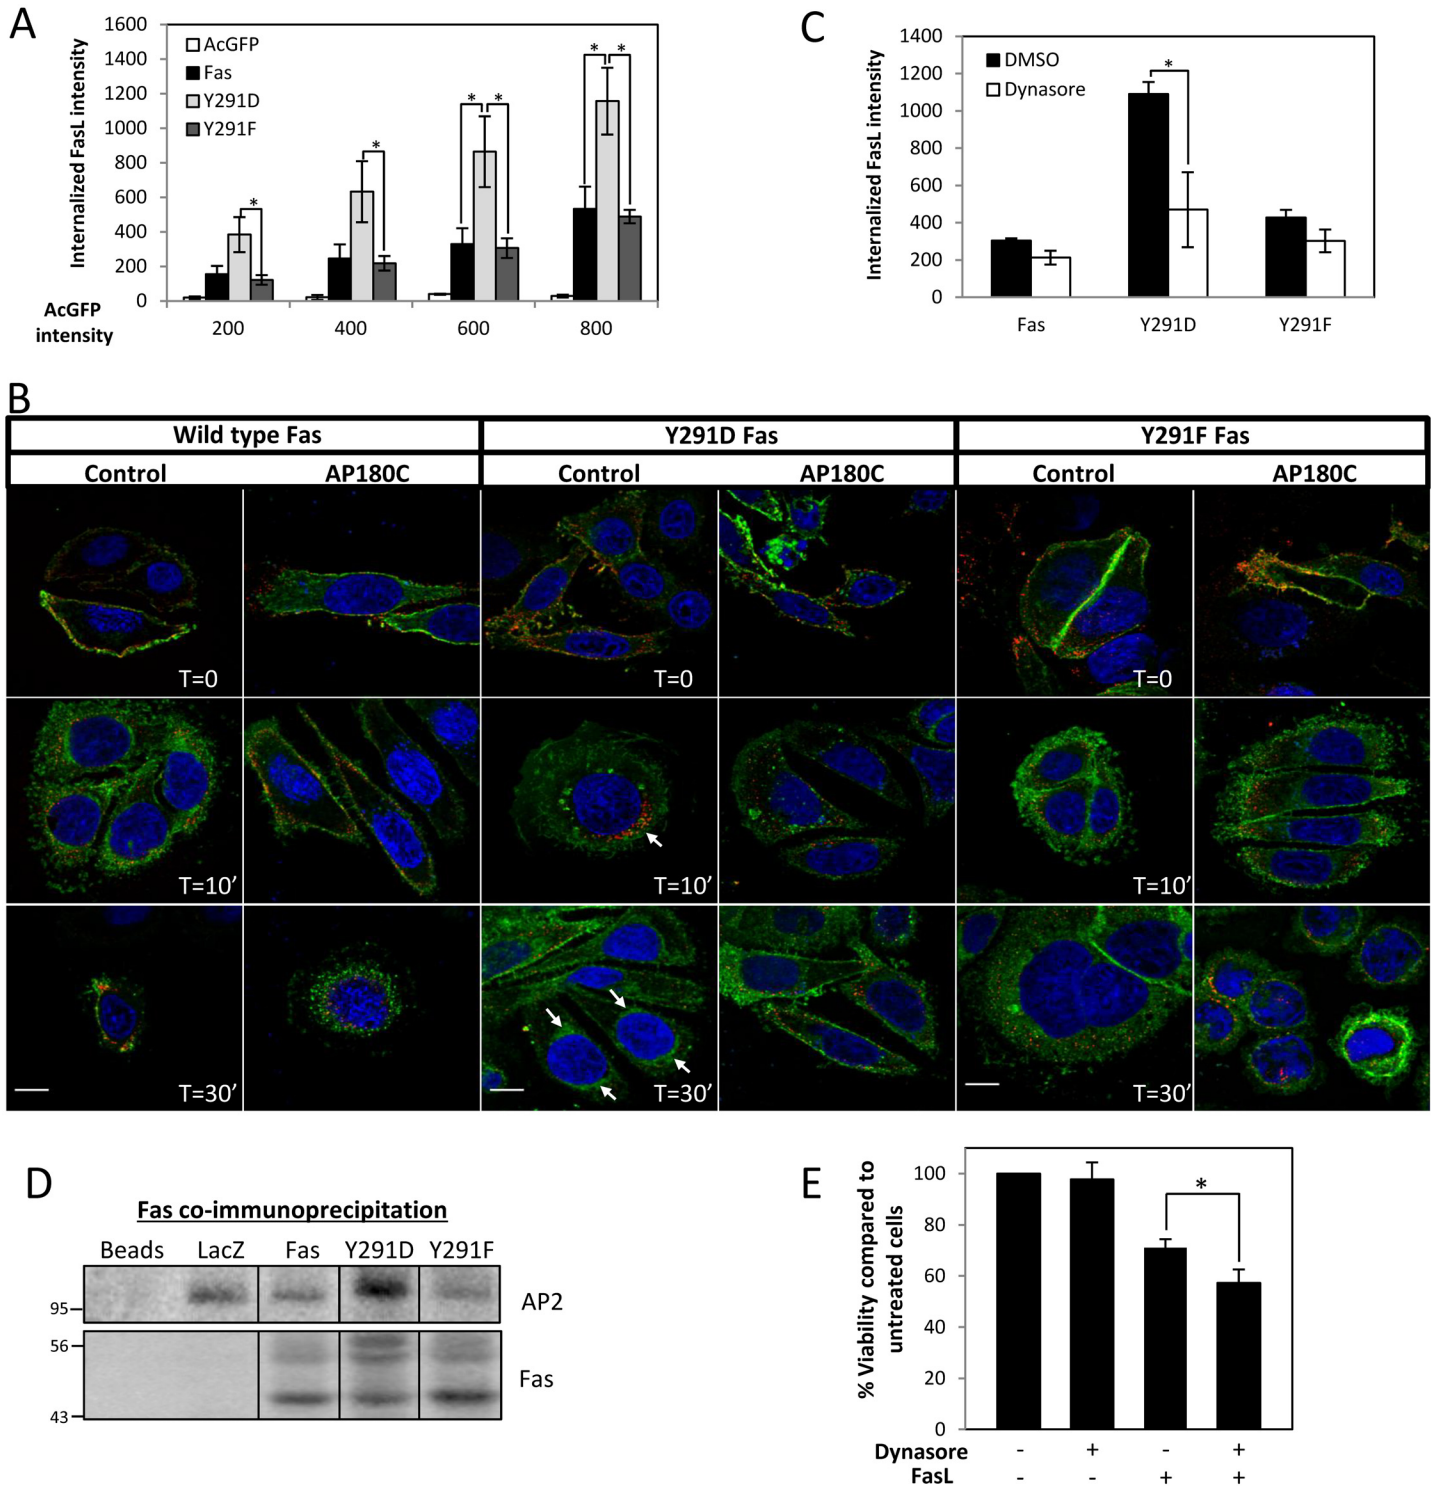 A
1600
1400
1200
1000
800
600
400
200
0
Internalized FasL intensity
AcGFP
Fas
Y291D
Y291F
*
*
* *
* *
AcGFP intensity
200 400 600 800
C
1400
1200
1000
800
600
400
200
0
Internalized FasL intensity
DMSO
Dynasore
*
Fas Y291D Y291F
B
Wild type Fas Y291D Fas Y291F Fas
Control AP180C Control AP180C Control AP180C
T=0 T=0 T=0
T=10’ T=10’ T=10’
T=30’ T=30’ T=30’
D
Fas co-immunoprecipitation
Beads LacZ Fas Y291D Y291F
95
AP2
56
Fas
43
E
% Viability compared to
untreated cells
100
80
60
40
20
0
*
Dynasore - + - +
FasL - - + +